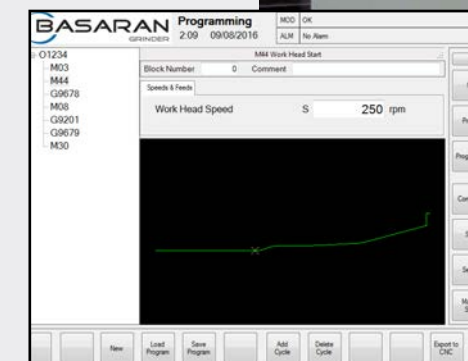 BASARAN
GRINDER
Programming
2:09 09/08/2016
MOD OK
ALM No Alarm
O1234
M03
M44
G9678
M08
G9201
G9679
M30
M44 Work Head Start
Block Number 0 Comment
Speeds & Feeds
Work Head Speed S 250 rpm
New
Load Program
Save Program
Add Cycle
Delete Cycle
Export to CNC